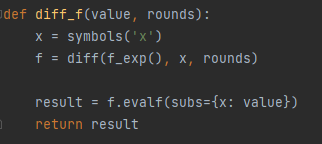 def diff_f(value, rounds):
    x = symbols('x')
    f = diff(f_exp(), x, rounds)
    result = f.evalf(subs={x: value})
    return result